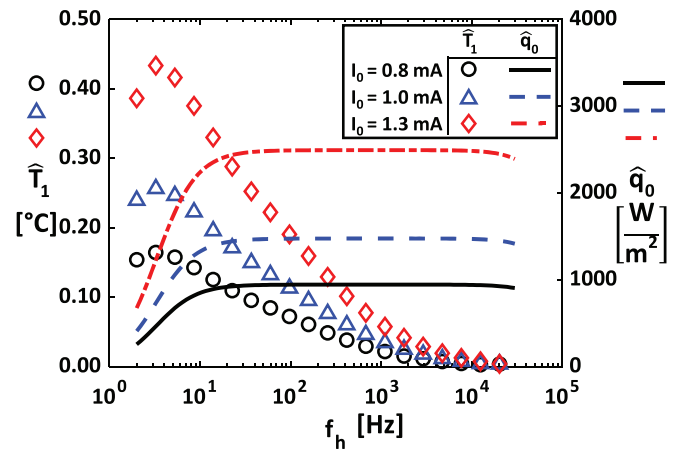 0.50
0.40
0.30
0.20
0.10
0.00
T̂₁
[°C]
T̂₁ q̂₀
I₀ = 0.8 mA
I₀ = 1.0 mA
I₀ = 1.3 mA
4000
3000
2000
1000
0
q̂₀
[W/m²]
10⁰ 10¹ 10² 10³ 10⁴ 10⁵
f_h [Hz]